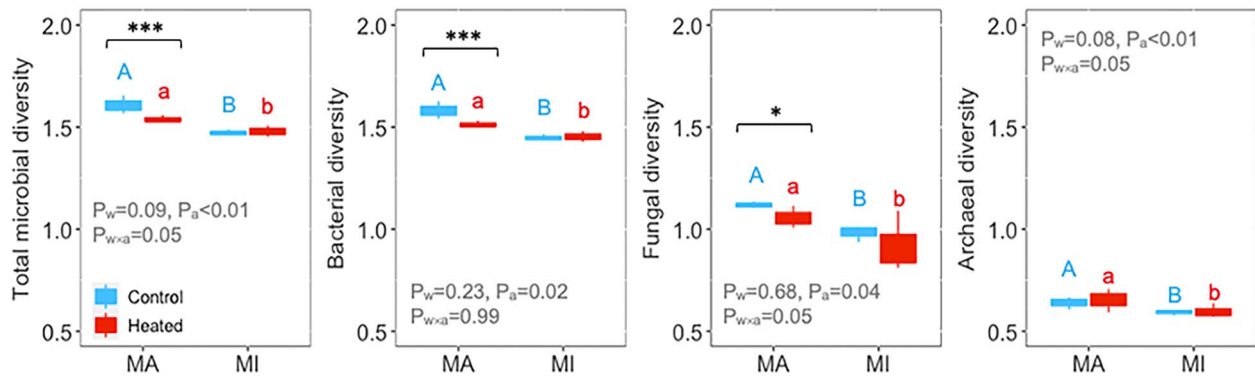 Total microbial diversity
2.0
1.5
1.0
0.5
***
A
a
B
b
Pw=0.09, Pa<0.01
Pw×a=0.05
Control
Heated
MA
MI
Bacterial diversity
2.0
1.5
1.0
0.5
***
A
a
B
b
Pw=0.23, Pa=0.02
Pw×a=0.99
MA
MI
Fungal diversity
2.0
1.5
1.0
0.5
*
A
a
B
b
Pw=0.68, Pa=0.04
Pw×a=0.05
MA
MI
Archaeal diversity
2.0
1.5
1.0
0.5
Pw=0.08, Pa<0.01
Pw×a=0.05
A
a
B
b
MA
MI